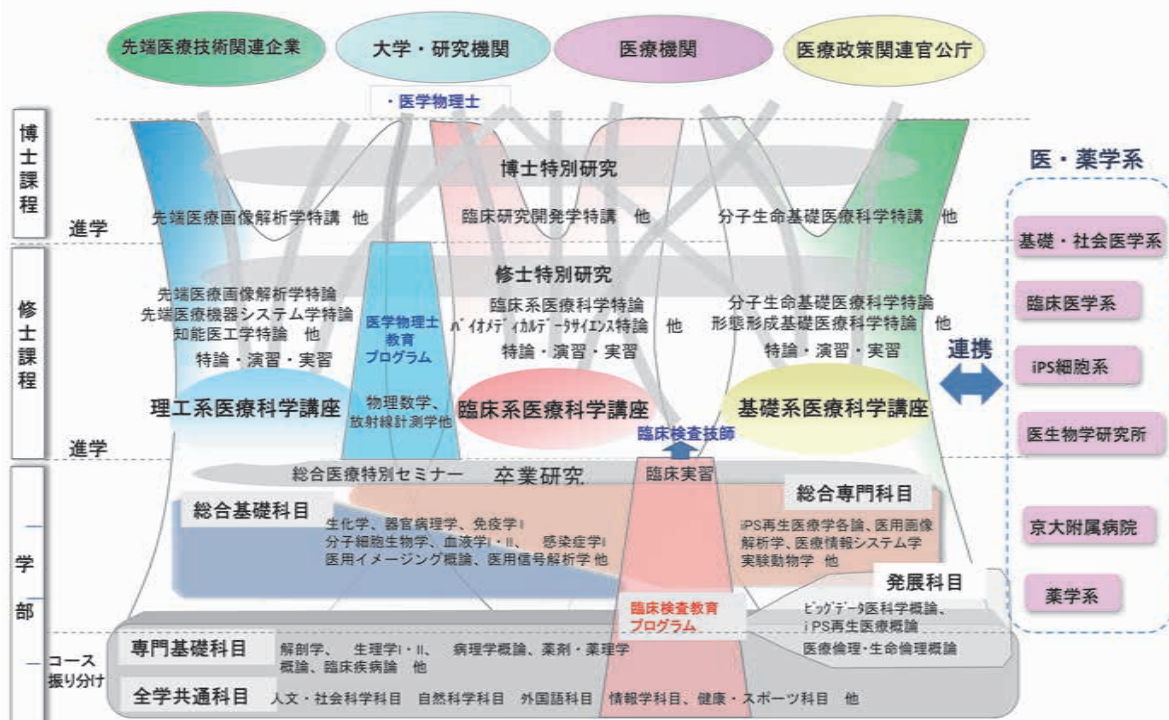 先端医療技術関連企業
大学・研究機関
医療機関
医療政策関連官公庁
・医学物理士
博士課程
博士特別研究
先端医療画像解析学特講 他
臨床研究開発学特講 他
分子生命基礎医療科学特講 他
進学
修士課程
修士特別研究
先端医療画像解析学特論
先端医療機器システム学特論
知能医工学特論 他
特論・演習・実習
医学物理士
教育
プログラム
臨床系医療科学特論
バイオメディカルデータサイエンス特論 他
特論・演習・実習
分子生命基礎医療科学特論
形態形成基礎医療科学特論 他
特論・演習・実習
理工系医療科学講座
物理数学、
放射線計測学他
臨床系医療科学講座
基礎系医療科学講座
臨床検査技師
進学
学部
総合医療特別セミナー 卒業研究
臨床実習
総合基礎科目
生化学、器官病理学、免疫学I
分子細胞生物学、血液学I・II、 感染症学I
医用イメージング概論、医用信号解析学 他
総合専門科目
iPS再生医療学各論、医用画像
解析学、医療情報システム学
実験動物学 他
臨床検査教育
プログラム
発展科目
ビッグデータ医科学概論、
iPS再生医療概論
医療倫理・生命倫理概論
コース
振り分け
専門基礎科目
解剖学、 生理学I・II、 病理学概論、薬剤・薬理学
概論、臨床疾病論 他
全学共通科目
人文・社会科学科目 自然科学科目 外国語科目 情報学科目、健康・スポーツ科目 他
連携
医・薬学系
基礎・社会医学系
臨床医学系
iPS細胞系
医生物学研究所
京大附属病院
薬学系